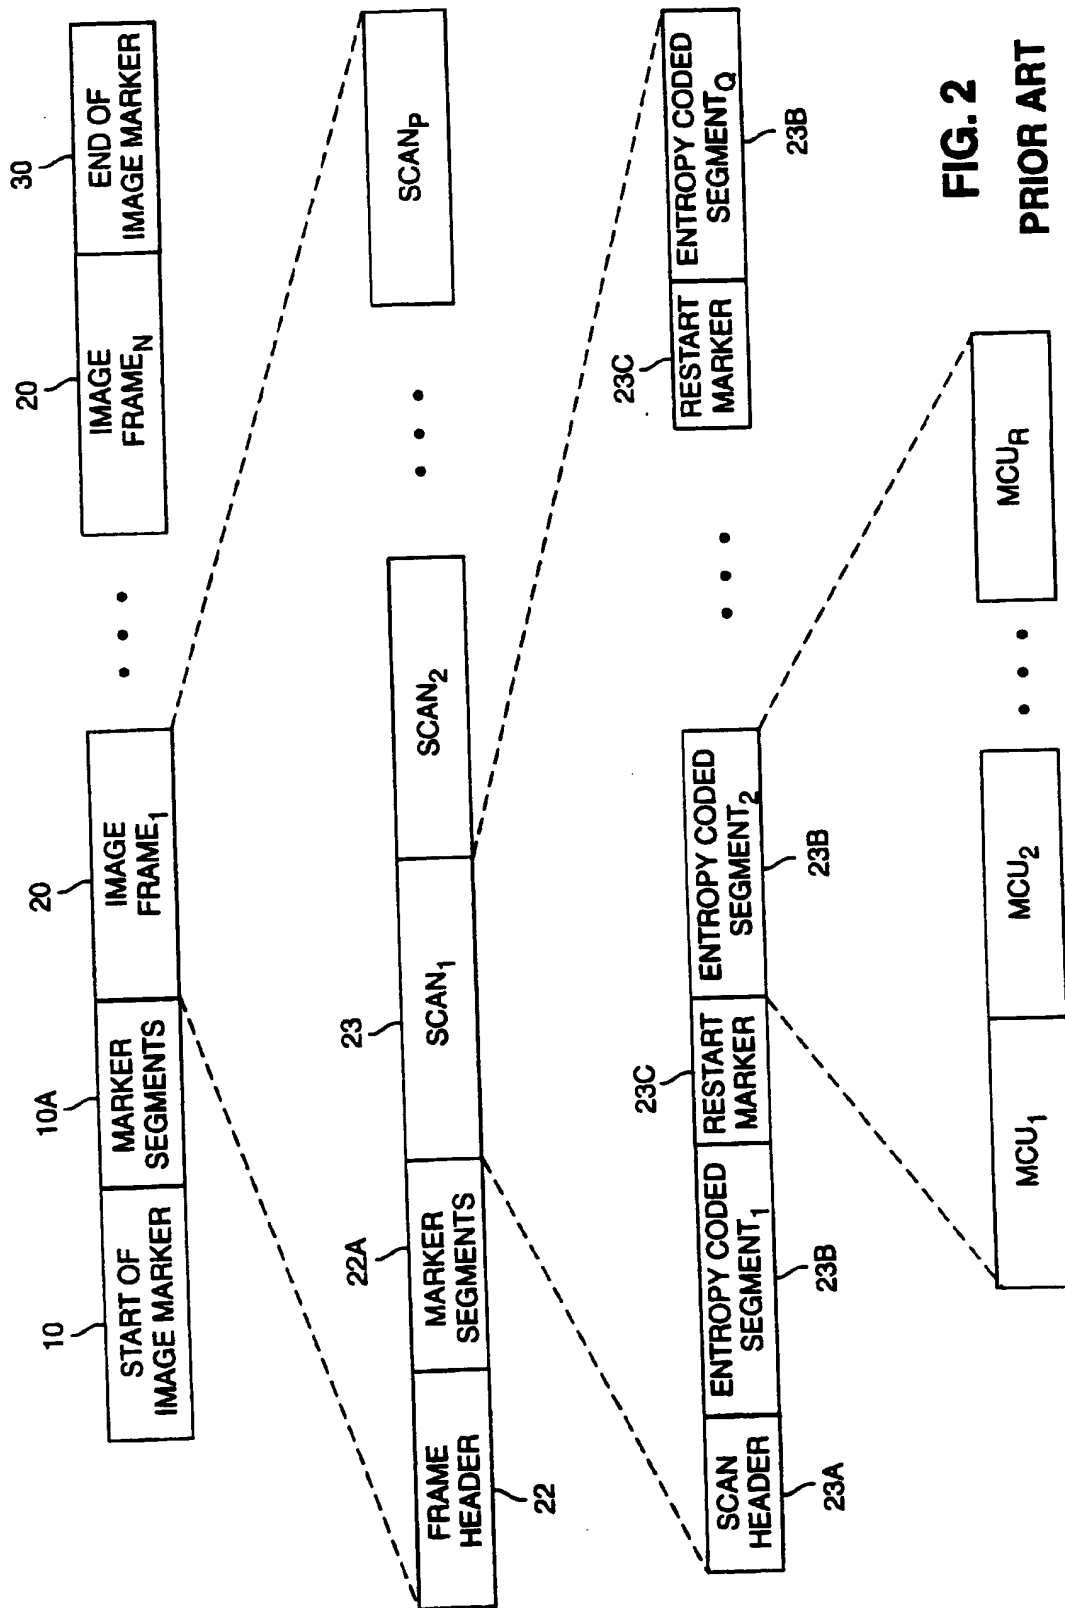 10
10A
20
20
30
START OF
IMAGE MARKER
MARKER
SEGMENTS
IMAGE
FRAME1
• • •
IMAGE
FRAMEN
END OF
IMAGE MARKER
22A
23
FRAME
HEADER
MARKER
SEGMENTS
SCAN1
SCAN2
• • •
SCANP
22
23C
23C
SCAN
HEADER
ENTROPY CODED
SEGMENT1
RESTART
MARKER
ENTROPY CODED
SEGMENT2
• • •
RESTART
MARKER
ENTROPY CODED
SEGMENTQ
23A
23B
23B
23B
MCU1
MCU2
• • •
MCUR
FIG. 2
PRIOR ART